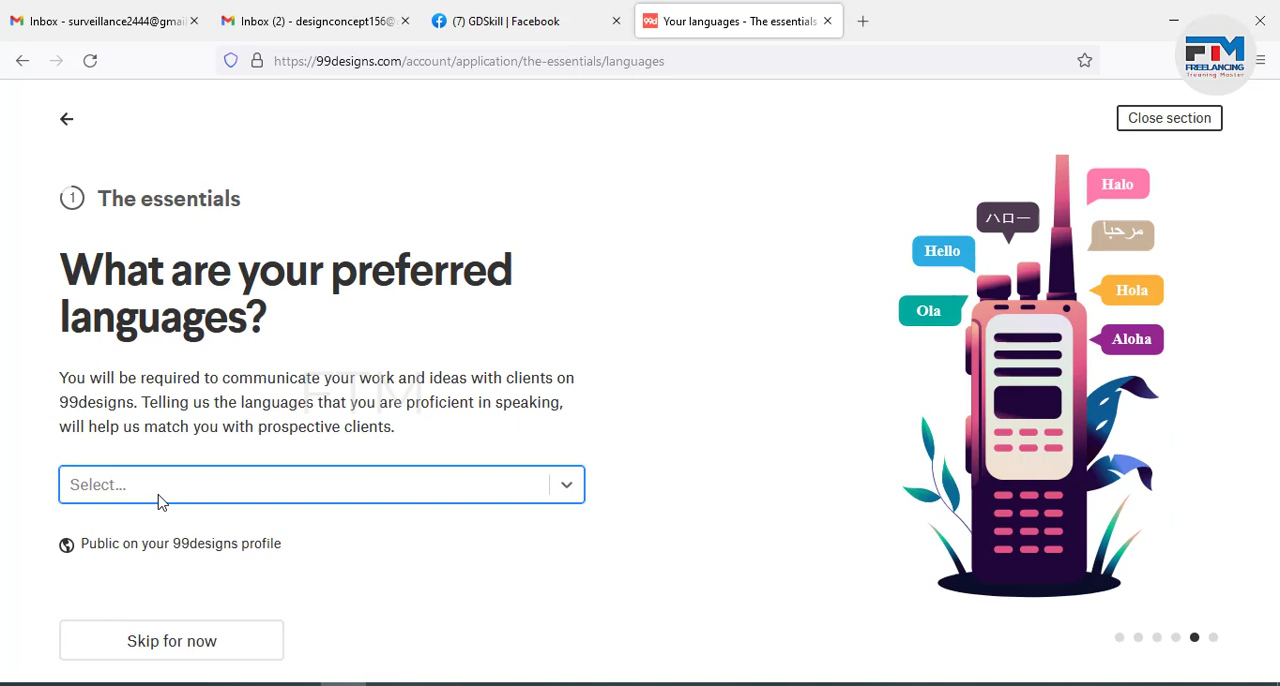 Inbox - surveillance2444@gmai
Inbox (2) - designconcept156@
(7) GDSkill | Facebook
99d Your languages - The essentials
https://99designs.com/account/application/the-essentials/languages
FTM
FREELANCING
Treaning Master
Close section
1 The essentials
What are your preferred
languages?
You will be required to communicate your work and ideas with clients on
99designs. Telling us the languages that you are proficient in speaking,
will help us match you with prospective clients.
FTM
Select...
Public on your 99designs profile
Skip for now
Halo
ハロー
مرحبا
Hello
Hola
Ola
Aloha